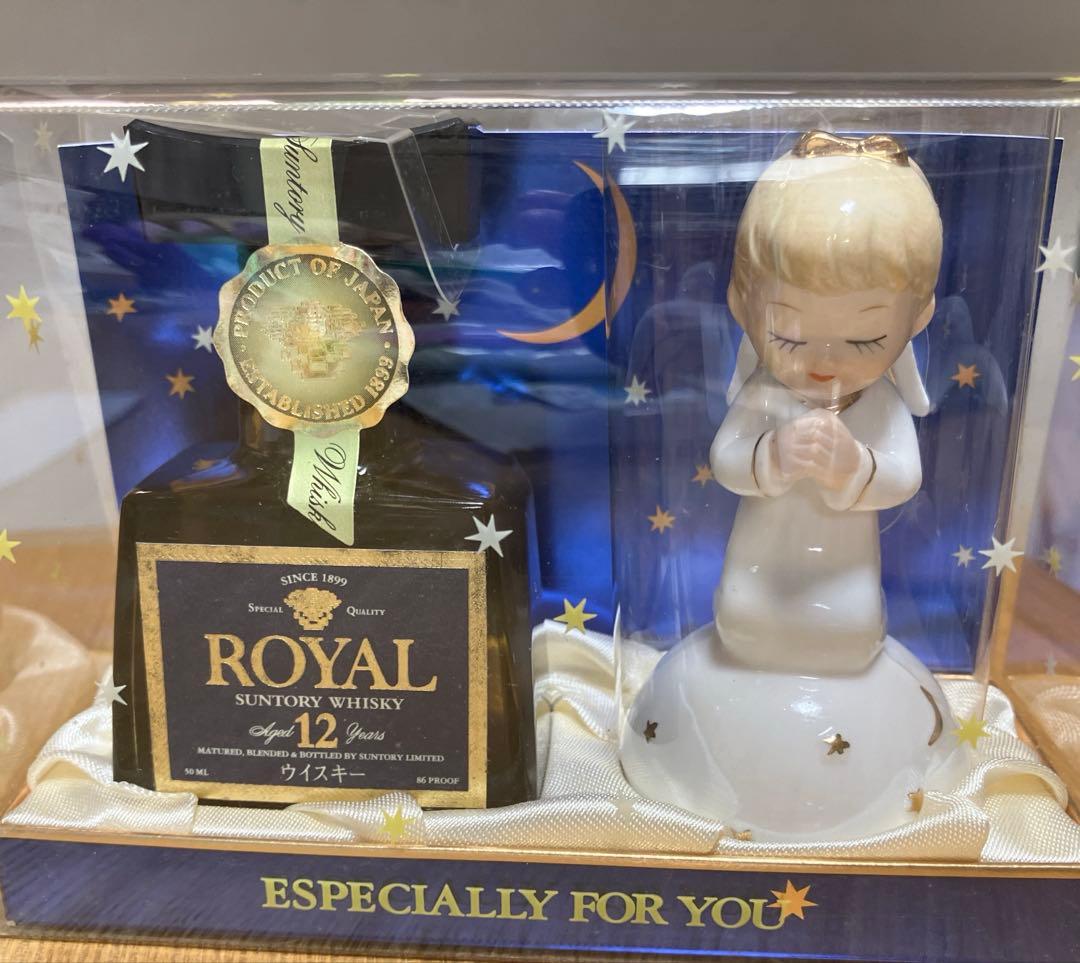 Suntory
PRODUCT OF JAPAN
ESTABLISHED 1899
Whisk
SINCE 1899
SPECIAL QUALITY
ROYAL
SUNTORY WHISKY
Aged 12 Years
MATURED, BLENDED & BOTTLED BY SUNTORY LIMITED
ウイスキー
50 ML 86 PROOF
ESPECIALLY FOR YOU